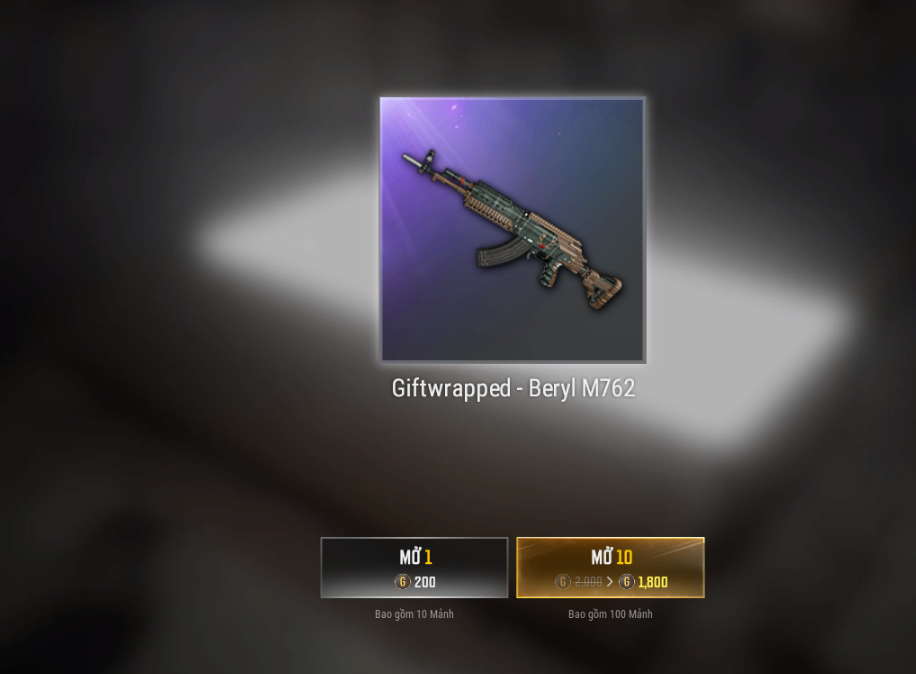 Giftwrapped - Beryl M762
MỞ 1
G 200
MỞ 10
G 2,000 > G 1,800
Bao gồm 10 Mảnh
Bao gồm 100 Mảnh